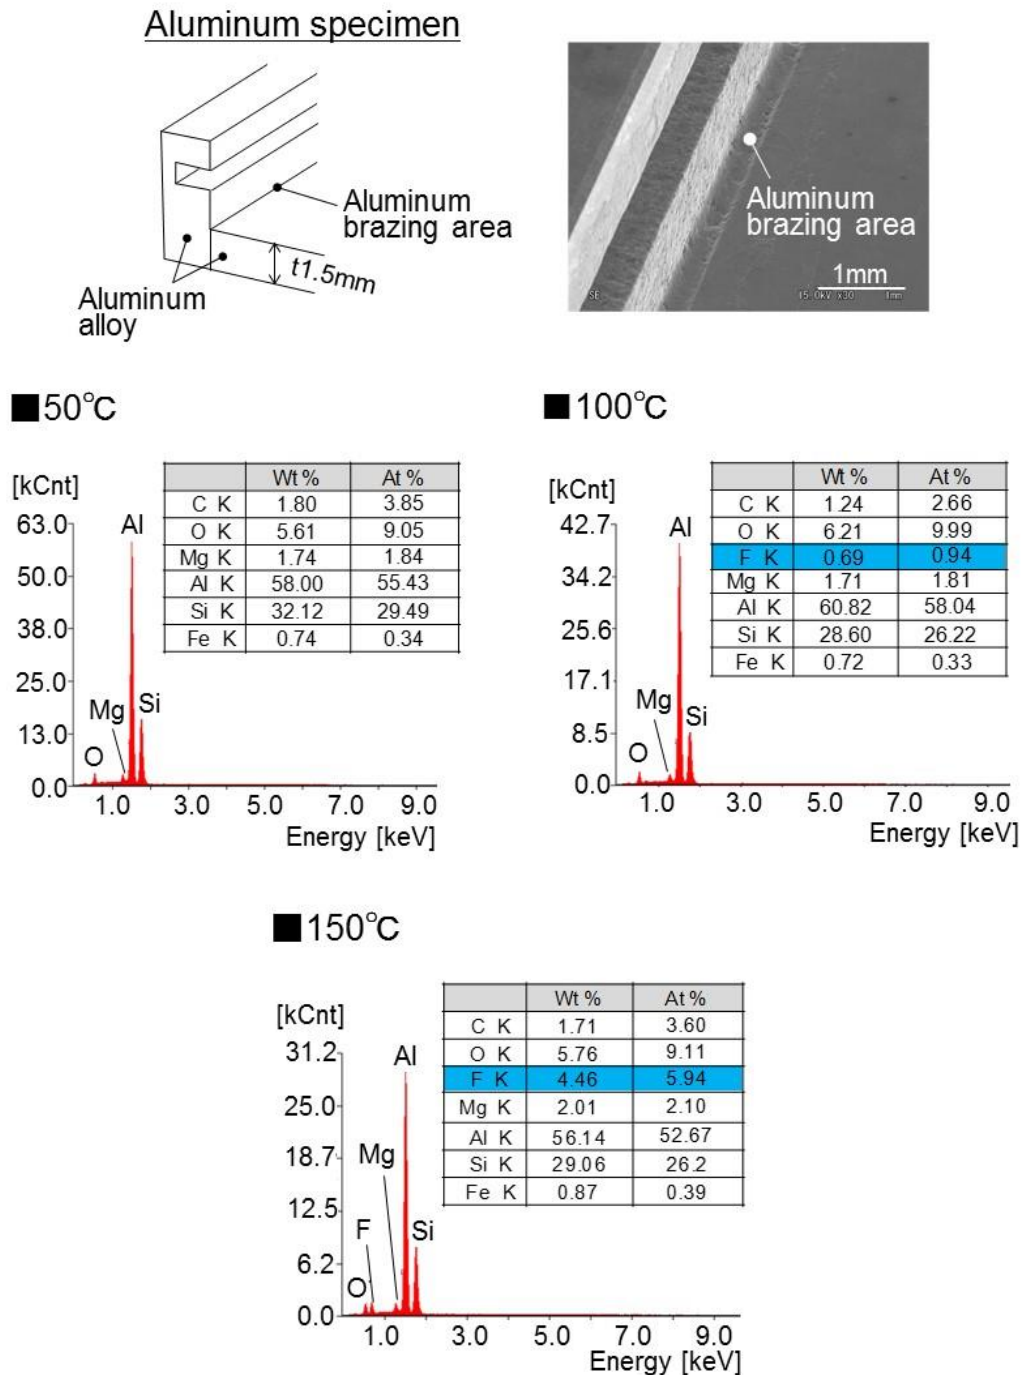 Aluminum specimen
Aluminum
brazing area
t1.5mm
Aluminum
alloy
Aluminum
brazing area
1mm
SE
15.0kV x30 1mm
■50℃
[kCnt]
63.0
50.0
38.0
25.0
13.0
0.0
Al
Mg
Si
O
1.0 3.0 5.0 7.0 9.0
Energy [keV]
Wt % At %
C K 1.80 3.85
O K 5.61 9.05
Mg K 1.74 1.84
Al K 58.00 55.43
Si K 32.12 29.49
Fe K 0.74 0.34
■100℃
[kCnt]
42.7
34.2
25.6
17.1
8.5
0.0
Al
Mg
Si
O
1.0 3.0 5.0 7.0 9.0
Energy [keV]
Wt % At %
C K 1.24 2.66
O K 6.21 9.99
F K 0.69 0.94
Mg K 1.71 1.81
Al K 60.82 58.04
Si K 28.60 26.22
Fe K 0.72 0.33
■150℃
[kCnt]
31.2
25.0
18.7
12.5
6.2
0.0
Al
Mg
F
Si
O
1.0 3.0 5.0 7.0 9.0
Energy [keV]
Wt % At %
C K 1.71 3.60
O K 5.76 9.11
F K 4.46 5.94
Mg K 2.01 2.10
Al K 56.14 52.67
Si K 29.06 26.2
Fe K 0.87 0.39